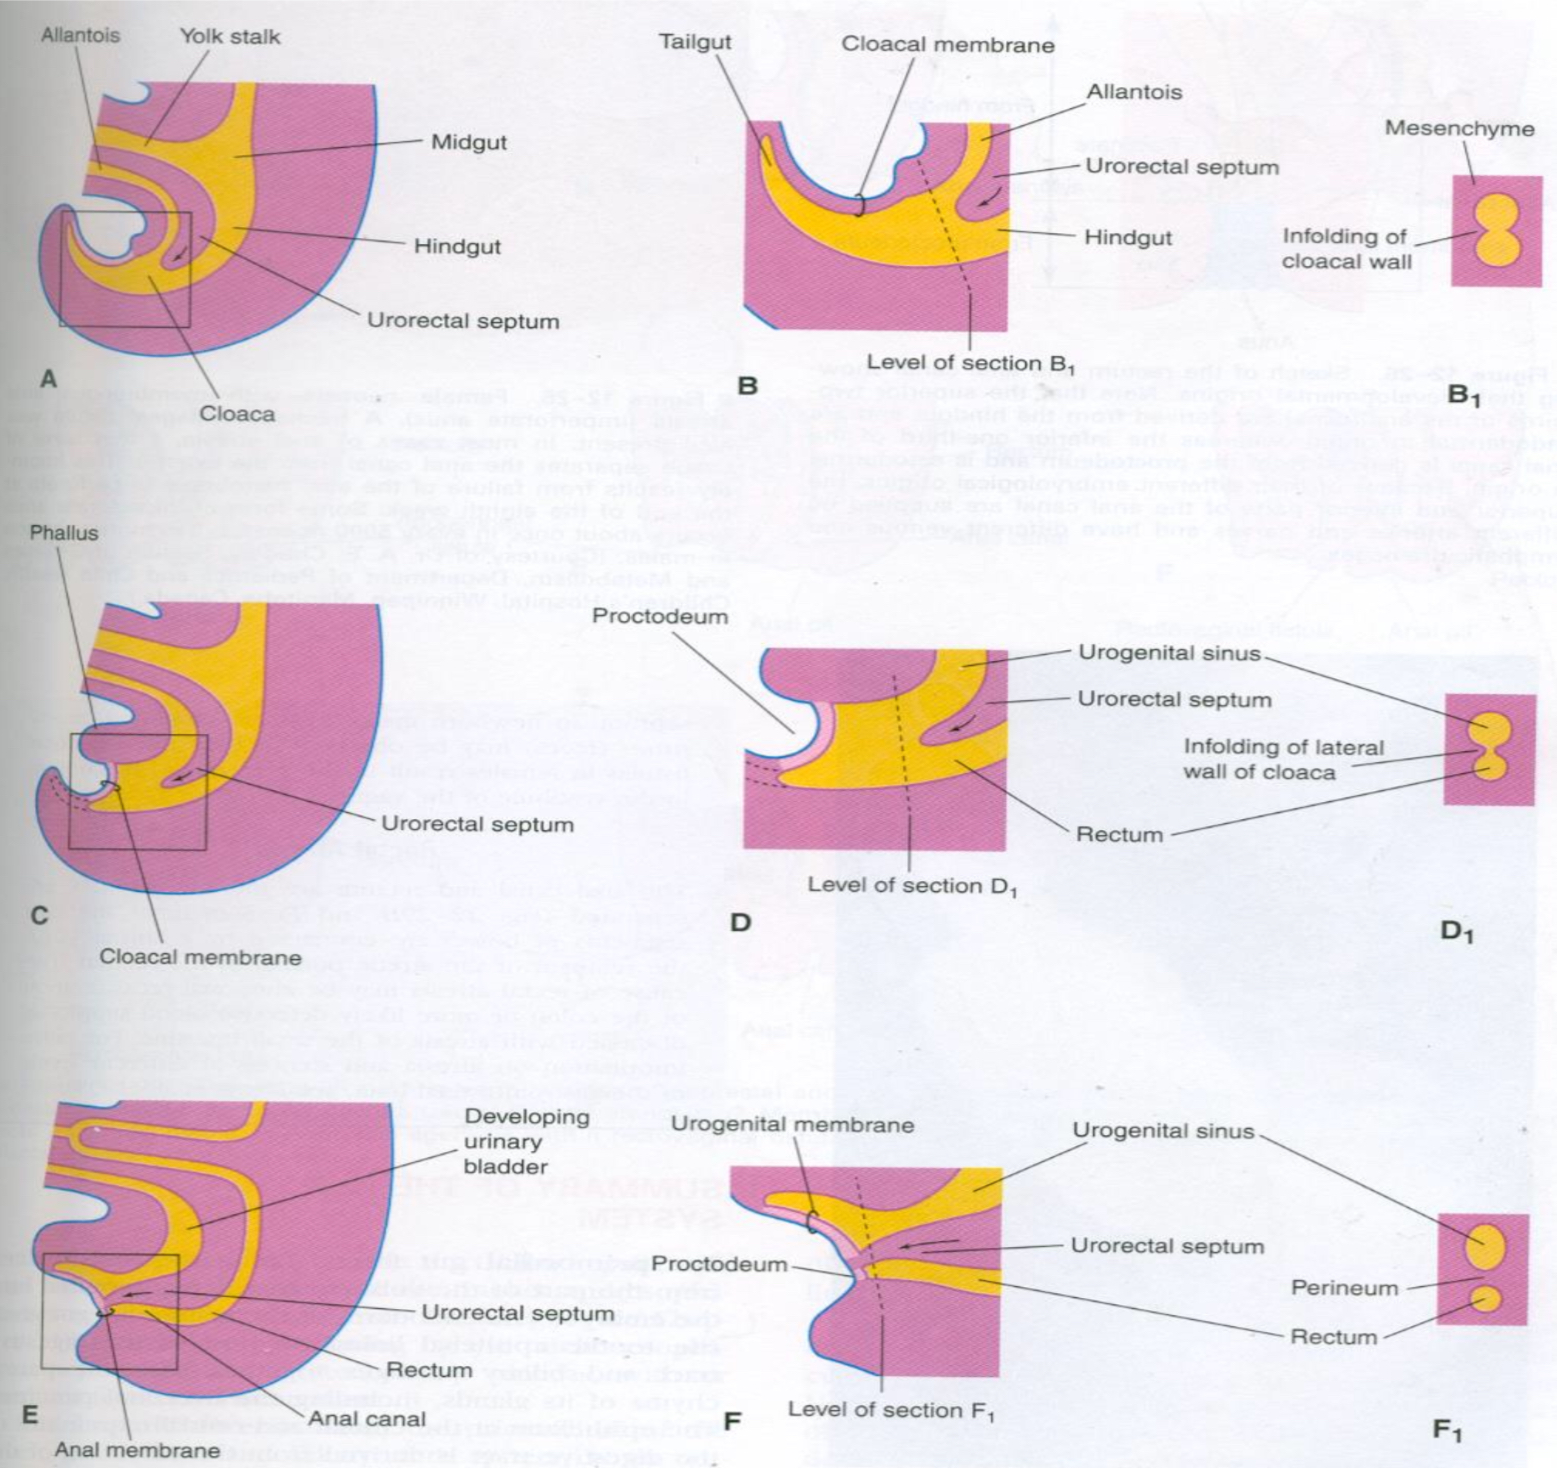 Allantois
Yolk stalk
Midgut
Hindgut
Urorectal septum
Cloaca
A
Tailgut
Cloacal membrane
Allantois
Urorectal septum
Hindgut
Level of section B1
B
Mesenchyme
Infolding of
cloacal wall
B1
Phallus
Urorectal septum
Cloacal membrane
C
Proctodeum
Urogenital sinus
Urorectal septum
Rectum
Level of section D1
D
Infolding of lateral
wall of cloaca
D1
Developing
urinary
bladder
Urorectal septum
Rectum
Anal canal
Anal membrane
E
Urogenital membrane
Urogenital sinus
Urorectal septum
Proctodeum
Rectum
Level of section F1
F
Perineum
F1